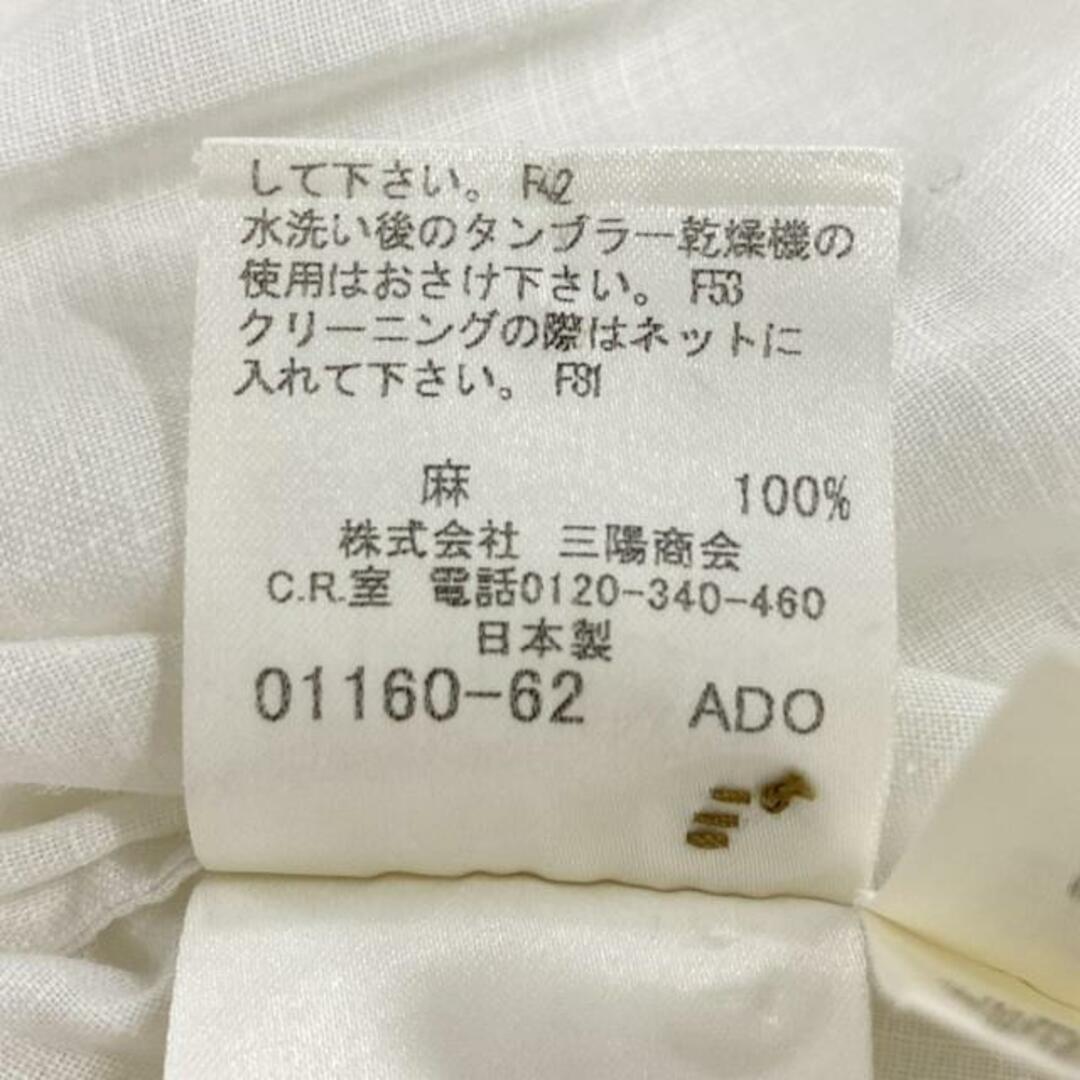 して下さい。 F42
水洗い後のタンブラー乾燥機の
使用はおさけ下さい。 F53
クリーニングの際はネットに
入れて下さい。 F81
麻 100%
株式会社 三陽商会
C.R.室 電話0120-340-460
日本製
01160-62 ADO